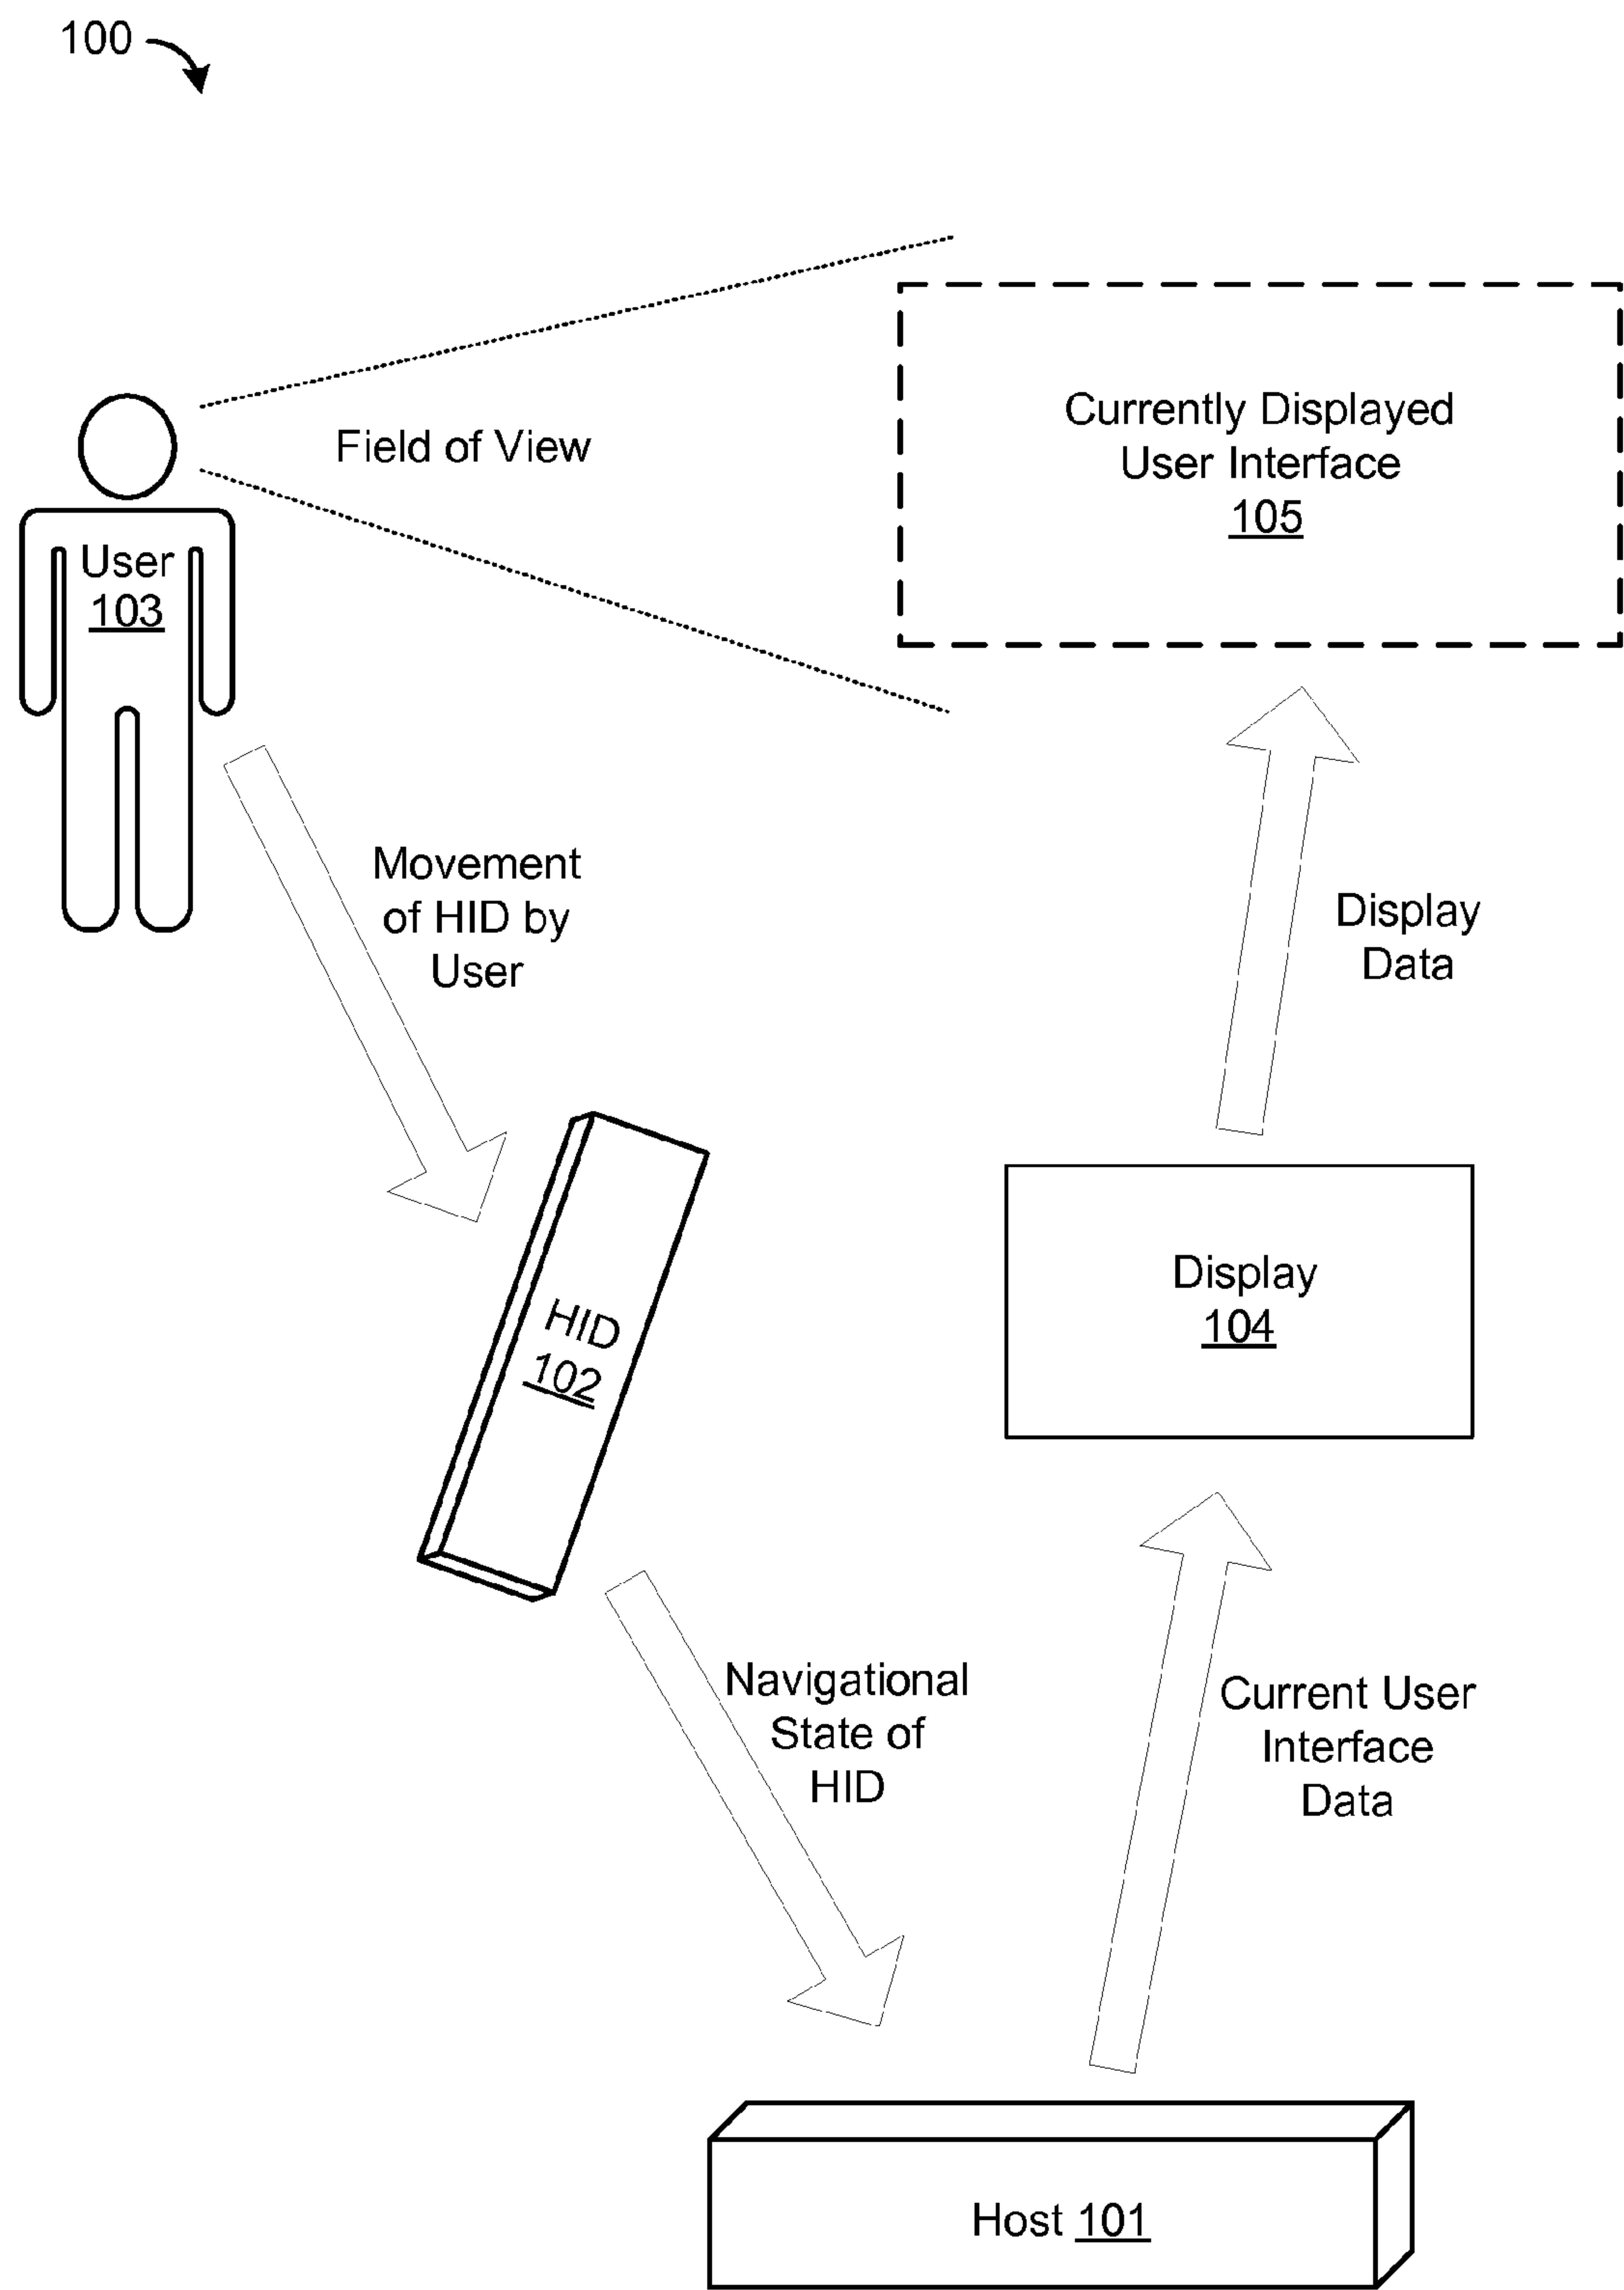 100
Currently Displayed
User Interface
105
Field of View
User
103
Movement
of HID by
User
Display
Data
HID
102
Display
104
Navigational
State of
HID
Current User
Interface
Data
Host 101